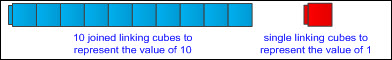 10 joined linking cubes to
represent the value of 10
single linking cubes to
represent the value of 1